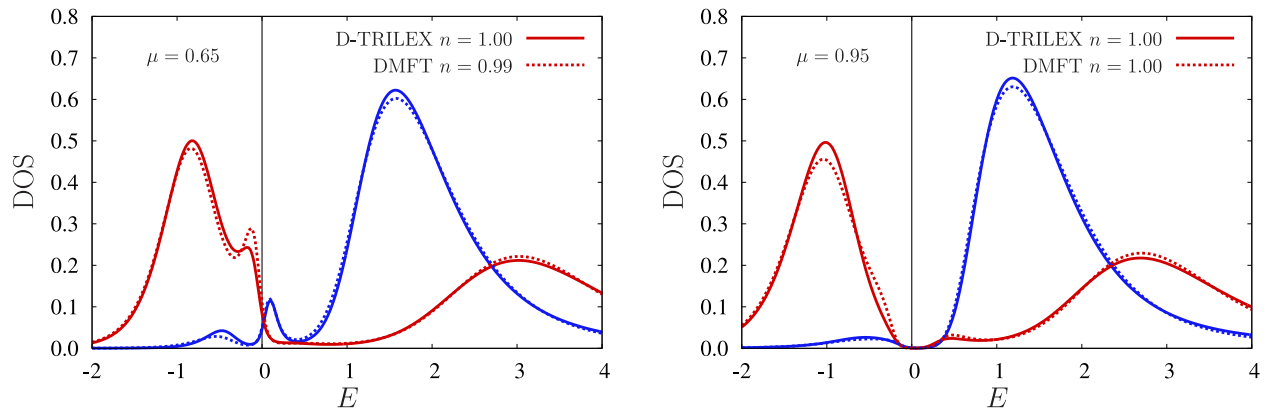 0.8
0.7
0.6
0.5
0.4
0.3
0.2
0.1
0.0
DOS
μ = 0.65
D-TRILEX n = 1.00
DMFT n = 0.99
-2 -1 0 1 2 3 4
E
0.8
0.7
0.6
0.5
0.4
0.3
0.2
0.1
0.0
DOS
μ = 0.95
D-TRILEX n = 1.00
DMFT n = 1.00
-2 -1 0 1 2 3 4
E